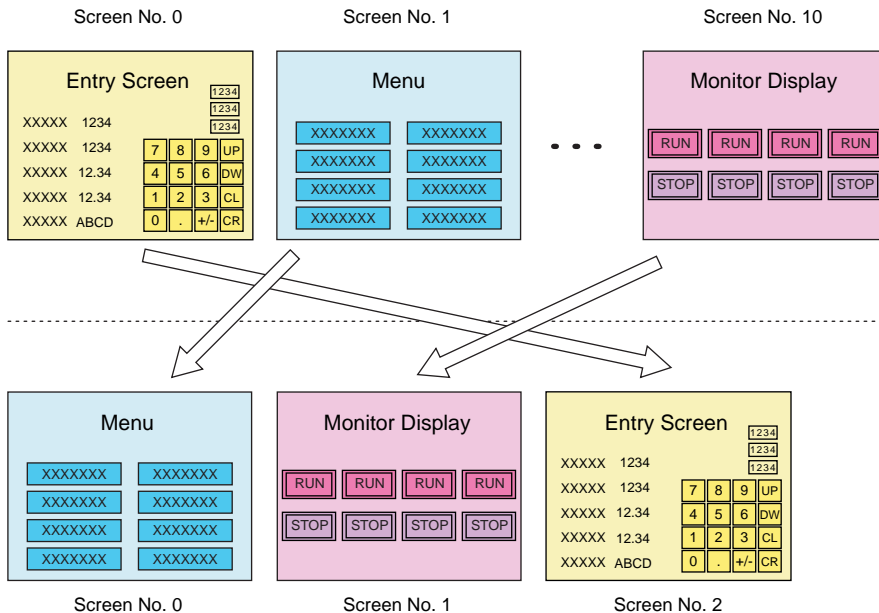 Screen No. 0
Screen No. 1
Screen No. 10
Entry Screen
1234
1234
1234
XXXXX 1234
XXXXX 1234
XXXXX 12.34
XXXXX 12.34
XXXXX ABCD
7 8 9 UP
4 5 6 DW
1 2 3 CL
0 . +/- CR
Menu
XXXXXXX XXXXXXX
XXXXXXX XXXXXXX
XXXXXXX XXXXXXX
XXXXXXX XXXXXXX
Monitor Display
RUN RUN RUN RUN
STOP STOP STOP STOP
Menu
XXXXXXX XXXXXXX
XXXXXXX XXXXXXX
XXXXXXX XXXXXXX
XXXXXXX XXXXXXX
Monitor Display
RUN RUN RUN RUN
STOP STOP STOP STOP
Entry Screen
1234
1234
1234
XXXXX 1234
XXXXX 1234
XXXXX 12.34
XXXXX 12.34
XXXXX ABCD
7 8 9 UP
4 5 6 DW
1 2 3 CL
0 . +/- CR
Screen No. 0
Screen No. 1
Screen No. 2